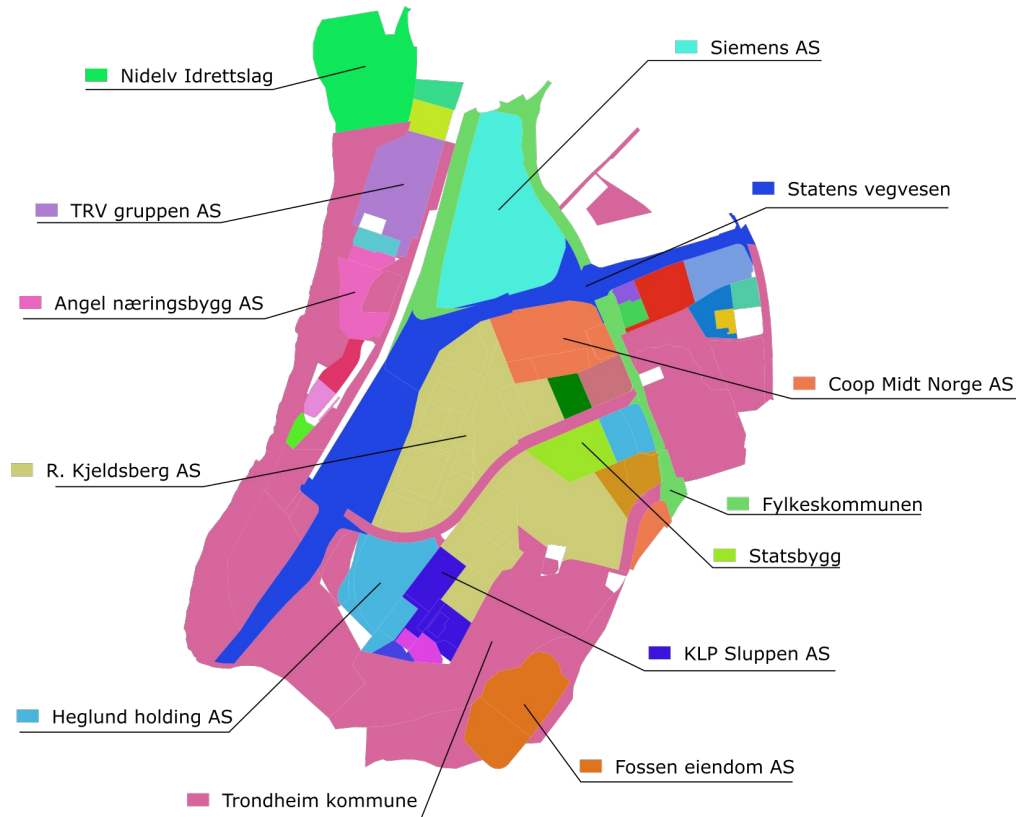 Siemens AS
Nidelv Idrettslag
Statens vegvesen
TRV gruppen AS
Angel næringsbygg AS
Coop Midt Norge AS
R. Kjeldsberg AS
Fylkeskommunen
Statsbygg
KLP Sluppen AS
Heglund holding AS
Fossen eiendom AS
Trondheim kommune